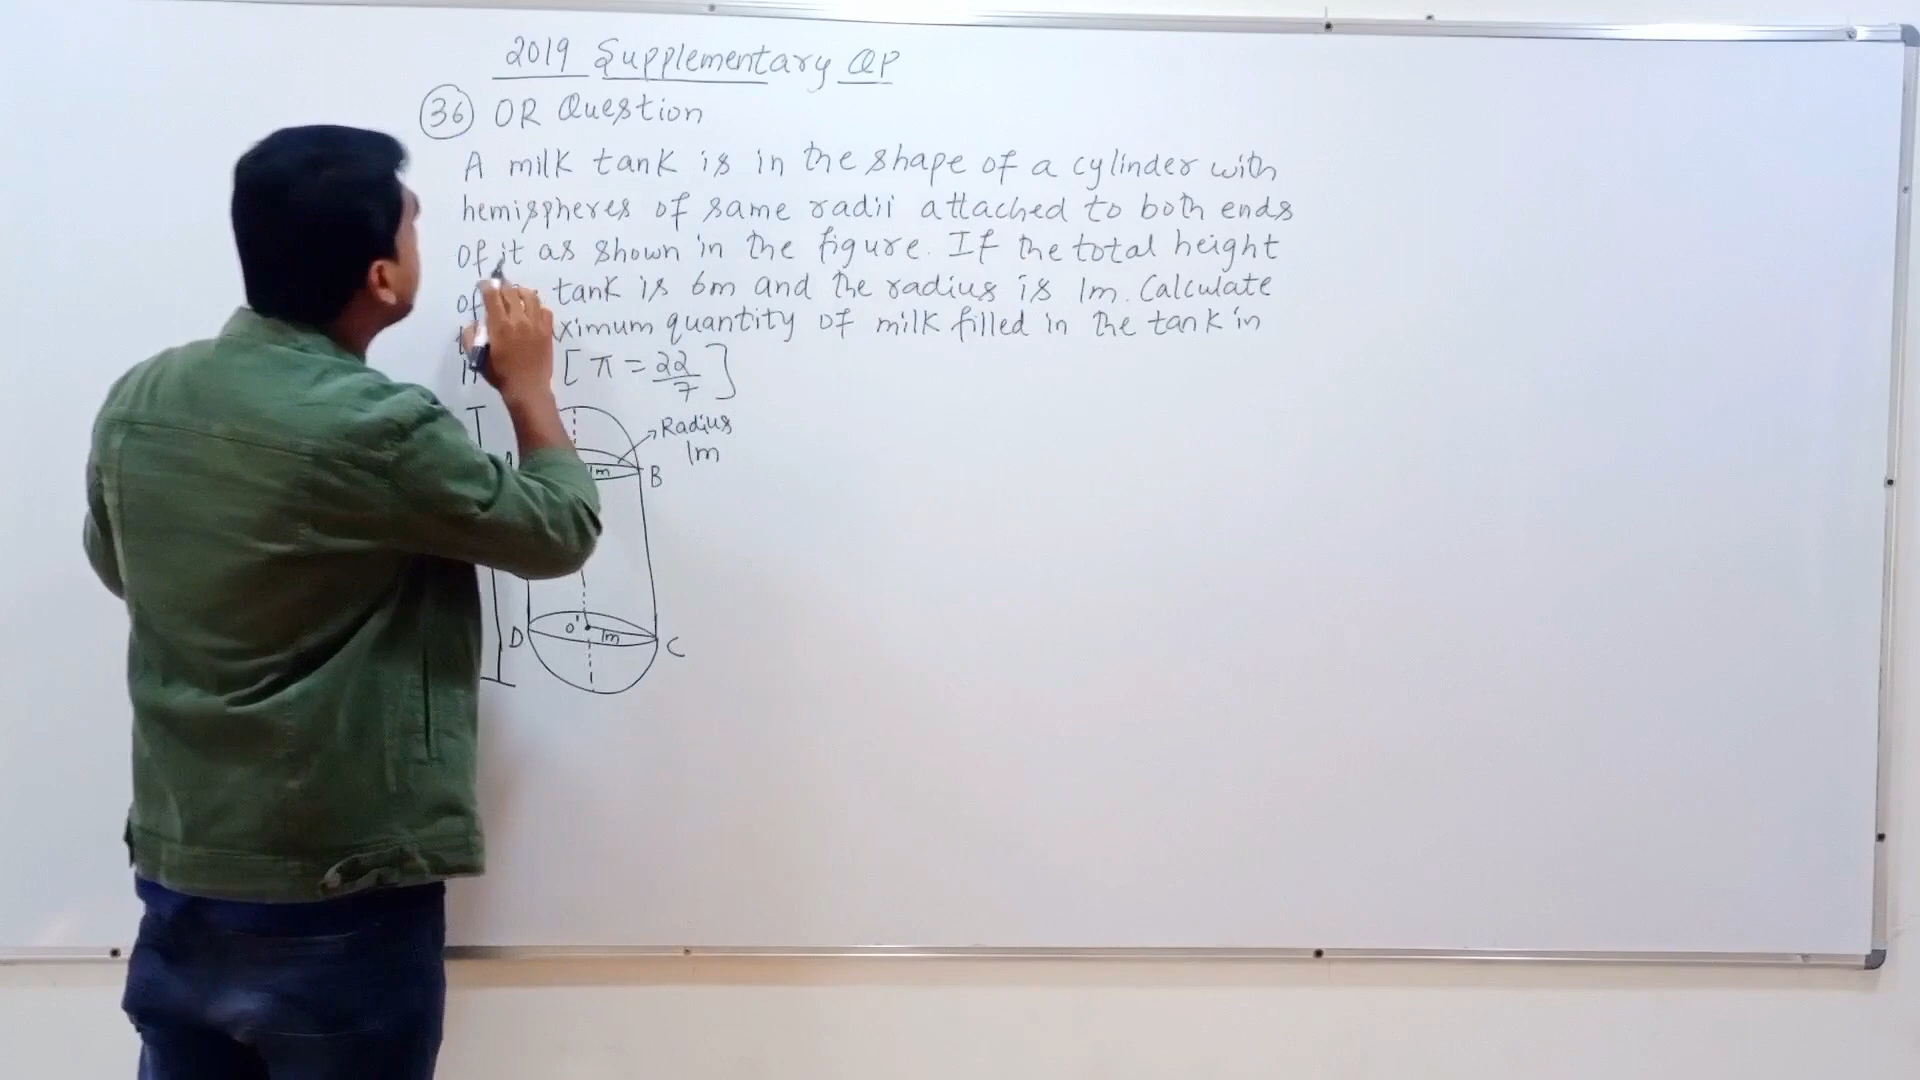 2019 Supplementary QP
36 OR Question
A milk tank is in the shape of a cylinder with
hemispheres of same radii attached to both ends
of it as shown in the figure. If the total height
of tank is 6m and the radius is 1m. Calculate
quantity of milk filled in the tank in
[π = 22/7]
Radius
1m
1m
B
O'
1m
D
C